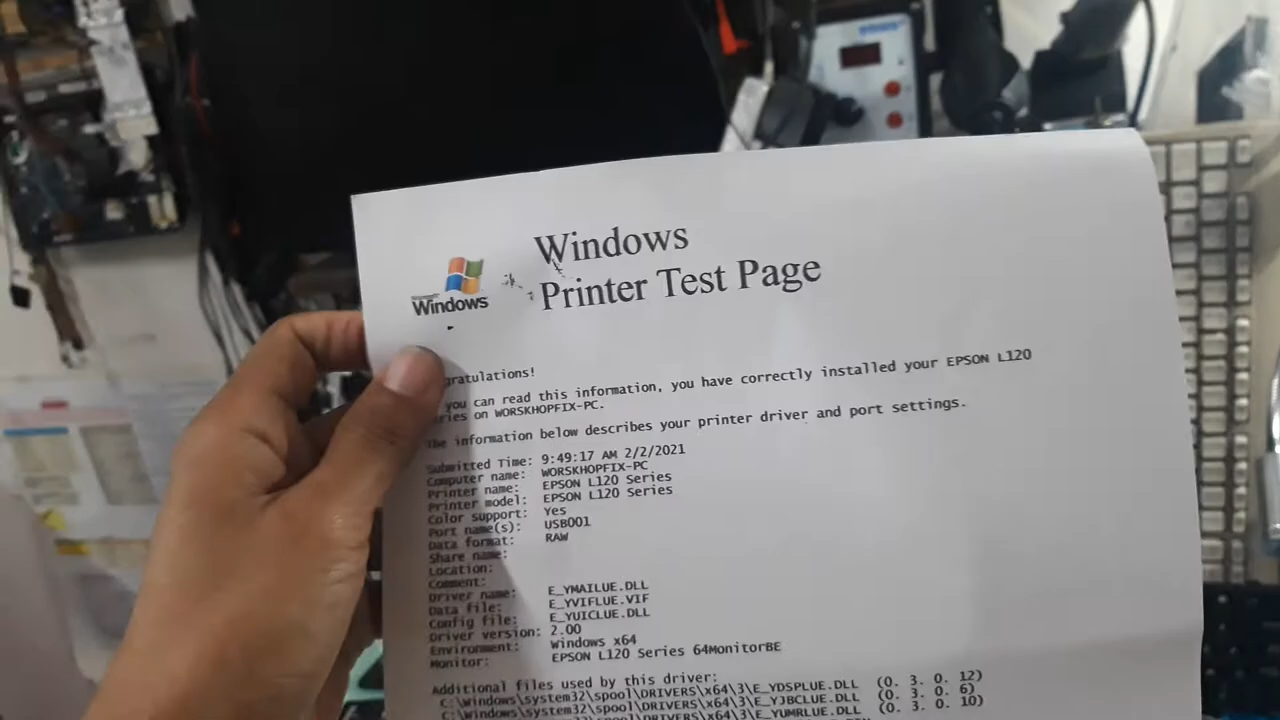 Windows
Printer Test Page
Windows
gratulations!
you can read this information, you have correctly installed your EPSON L120
ries on WORSKHOPFIX-PC.
The information below describes your printer driver and port settings.
Submitted Time: 9:49:17 AM 2/2/2021
Computer name: WORSKHOPFIX-PC
Printer name: EPSON L120 Series
Printer model: EPSON L120 Series
Color support: Yes
Port name(s): USB001
Data format: RAW
Share name:
Location:
Comment:
Driver name: E_YMAILUE.DLL
Data file: E_YVIFLUE.VIF
Config file: E_YUICLUE.DLL
Driver version: 2.00
Environment: Windows x64
Monitor: EPSON L120 Series 64MonitorBE
Additional files used by this driver:
C:\Windows\system32\spool\DRIVERS\x64\3\E_YDSPLUE.DLL (0. 3. 0. 12)
C:\Windows\system32\spool\DRIVERS\x64\3\E_YJBCLUE.DLL (0. 3. 0. 6)
\spool\DRIVERS\x64\3\E_YUMRLUE.DLL (0. 3. 0. 10)